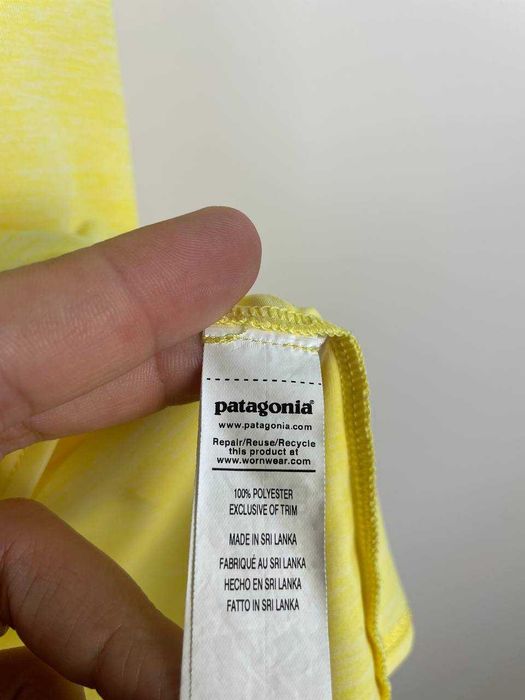 patagonia®
www.patagonia.com
Repair/Reuse/Recycle
this product at
www.wornwear.com
100% POLYESTER
EXCLUSIVE OF TRIM
MADE IN SRI LANKA
FABRIQUÉ AU SRI LANKA
HECHO EN SRI LANKA
FATTO IN SRI LANKA